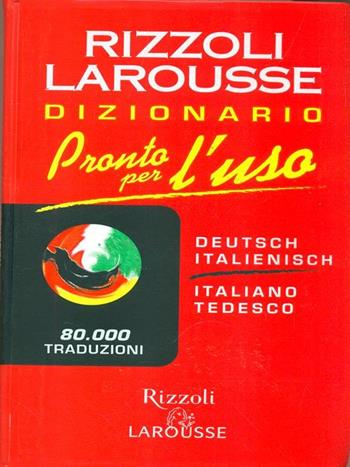 RIZZOLI
LAROUSSE
DIZIONARIO
Pronto per l'uso
DEUTSCH
ITALIENISCH
ITALIANO
TEDESCO
80.000
TRADUZIONI
Rizzoli
LAROUSSE